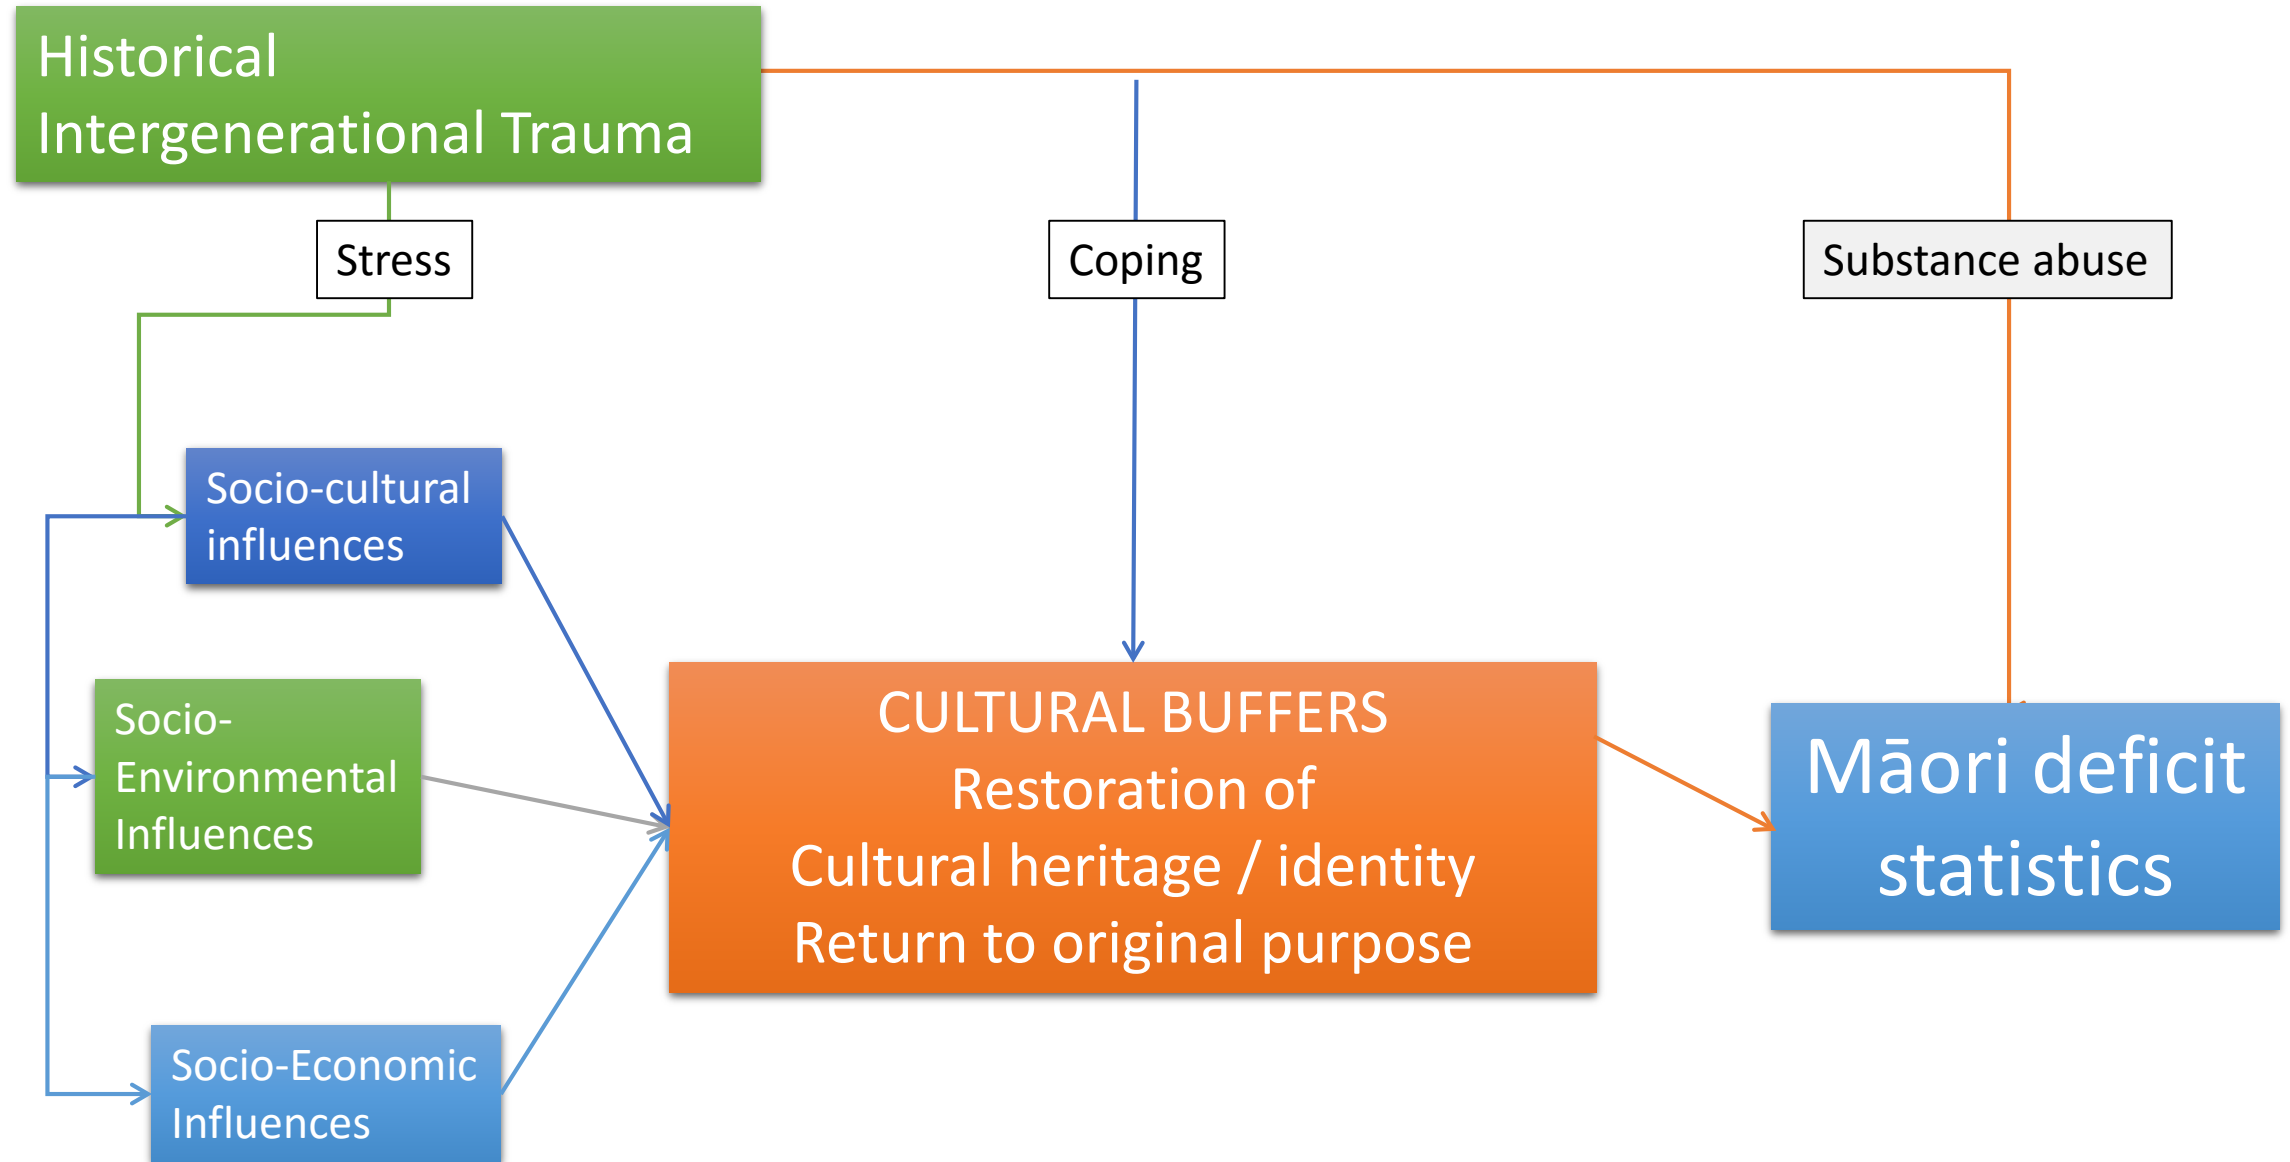 Historical
Intergenerational Trauma
Stress
Coping
Substance abuse
Socio-cultural
influences
Socio-
Environmental
Influences
Socio-Economic
Influences
CULTURAL BUFFERS
Restoration of
Cultural heritage / identity
Return to original purpose
Māori deficit
statistics